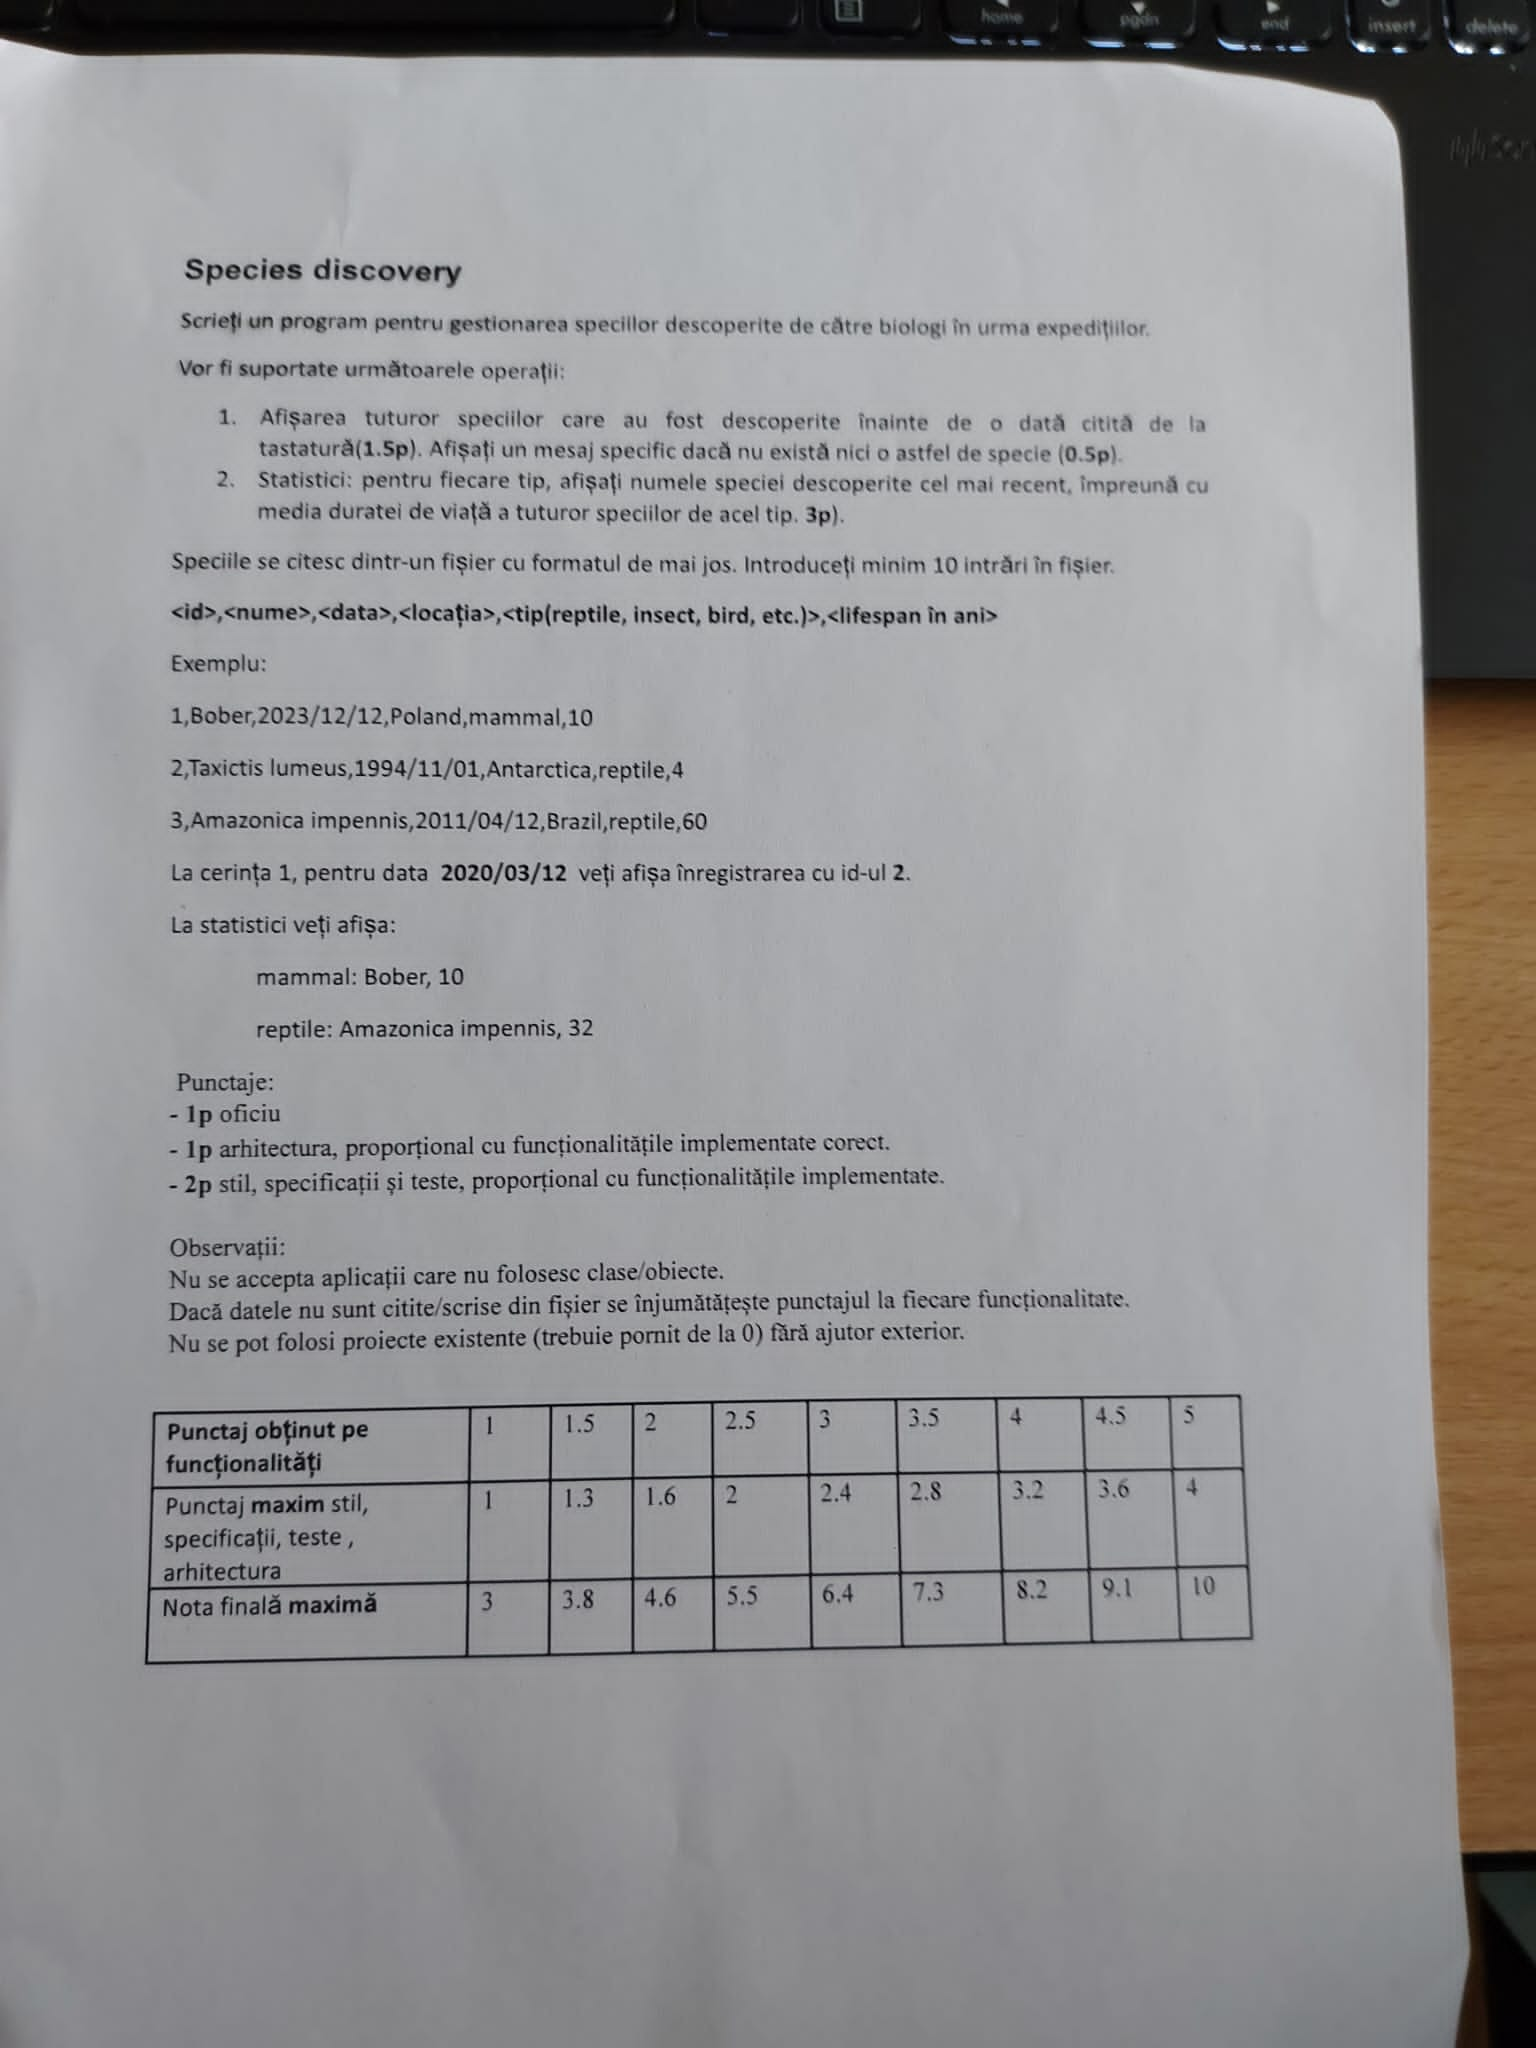 home
pgdn
end
insert
delete
Species discovery
Scrieți un program pentru gestionarea speciilor descoperite de către biologi în urma expedițiilor.
Vor fi suportate următoarele operații:
1. Afișarea tuturor speciilor care au fost descoperite înainte de o dată citită de la
tastatură(1.5p). Afișați un mesaj specific dacă nu există nici o astfel de specie (0.5p).
2. Statistici: pentru fiecare tip, afișați numele speciei descoperite cel mai recent, împreună cu
media duratei de viață a tuturor speciilor de acel tip. 3p).
Speciile se citesc dintr-un fișier cu formatul de mai jos. Introduceți minim 10 intrări în fișier.
<id>,<nume>,<data>,<locația>,<tip(reptile, insect, bird, etc.)>,<lifespan în ani>
Exemplu:
1,Bober,2023/12/12,Poland,mammal,10
2,Taxictis lumeus,1994/11/01,Antarctica,reptile,4
3,Amazonica impennis,2011/04/12,Brazil,reptile,60
La cerința 1, pentru data 2020/03/12 veți afișa înregistrarea cu id-ul 2.
La statistici veți afișa:
mammal: Bober, 10
reptile: Amazonica impennis, 32
Punctaje:
- 1p oficiu
- 1p arhitectura, proporțional cu funcționalitățile implementate corect.
- 2p stil, specificații și teste, proporțional cu funcționalitățile implementate.
Observații:
Nu se accepta aplicații care nu folosesc clase/obiecte.
Dacă datele nu sunt citite/scrise din fișier se înjumătățește punctajul la fiecare funcționalitate.
Nu se pot folosi proiecte existente (trebuie pornit de la 0) fără ajutor exterior.
Punctaj obținut pe funcționalități 1 1.5 2 2.5 3 3.5 4 4.5 5
Punctaj maxim stil, specificații, teste , arhitectura 1 1.3 1.6 2 2.4 2.8 3.2 3.6 4
Nota finală maximă 3 3.8 4.6 5.5 6.4 7.3 8.2 9.1 10